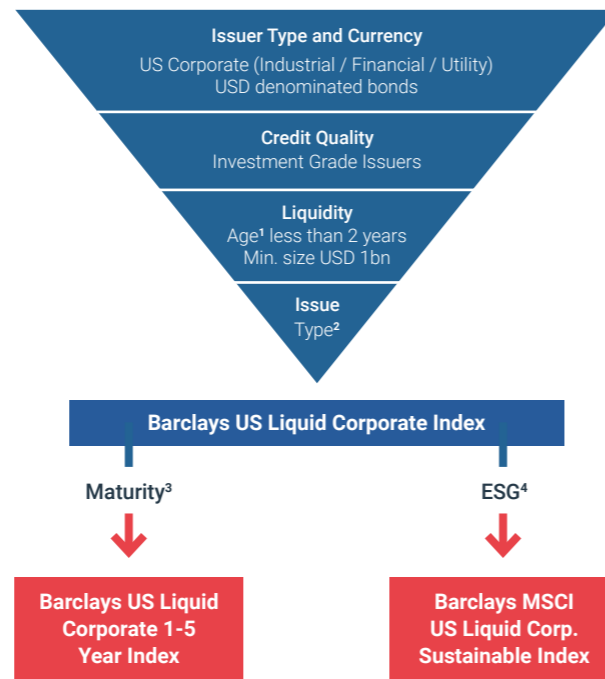 Issuer Type and Currency
US Corporate (Industrial / Financial / Utility)
USD denominated bonds
Credit Quality
Investment Grade Issuers
Liquidity
Age¹ less than 2 years
Min. size USD 1bn
Issue
Type²
Barclays US Liquid Corporate Index
Maturity³
ESG⁴
Barclays US Liquid
Corporate 1-5
Year Index
Barclays MSCI
US Liquid Corp.
Sustainable Index